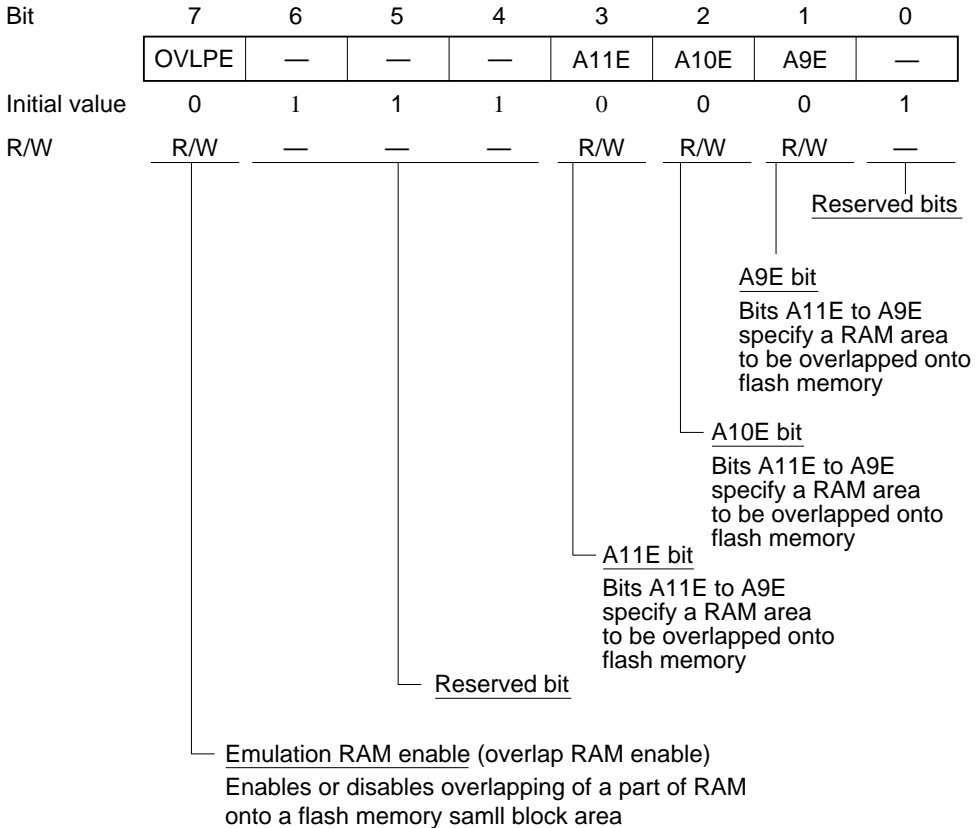 Bit 7 6 5 4 3 2 1 0
OVLPE — — — A11E A10E A9E —
Initial value 0 1 1 1 0 0 0 1
R/W R/W — — — R/W R/W R/W —
Reserved bits
A9E bit
Bits A11E to A9E
specify a RAM area
to be overlapped onto
flash memory
A10E bit
Bits A11E to A9E
specify a RAM area
to be overlapped onto
flash memory
A11E bit
Bits A11E to A9E
specify a RAM area
to be overlapped onto
flash memory
Reserved bit
Emulation RAM enable (overlap RAM enable)
Enables or disables overlapping of a part of RAM
onto a flash memory samll block area